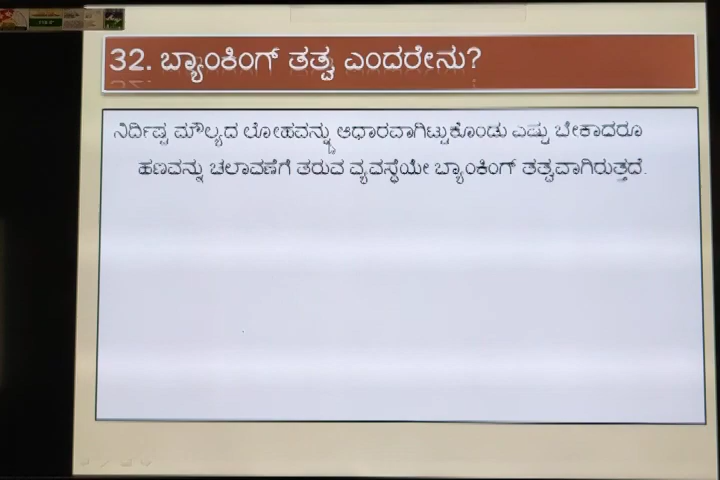 32. ಬ್ಯಾಂಕಿಂಗ್ ತತ್ವ ಎಂದರೇನು?
ನಿರ್ದಿಷ್ಟ ಮೌಲ್ಯದ ಲೋಹವನ್ನು ಆಧಾರವಾಗಿಟ್ಟುಕೊಂಡು ಎಷ್ಟು ಬೇಕಾದರೂ
ಹಣವನ್ನು ಚಲಾವಣೆಗೆ ತರುವ ವ್ಯವಸ್ಥೆಯೇ ಬ್ಯಾಂಕಿಂಗ್ ತತ್ವವಾಗಿರುತ್ತದೆ.